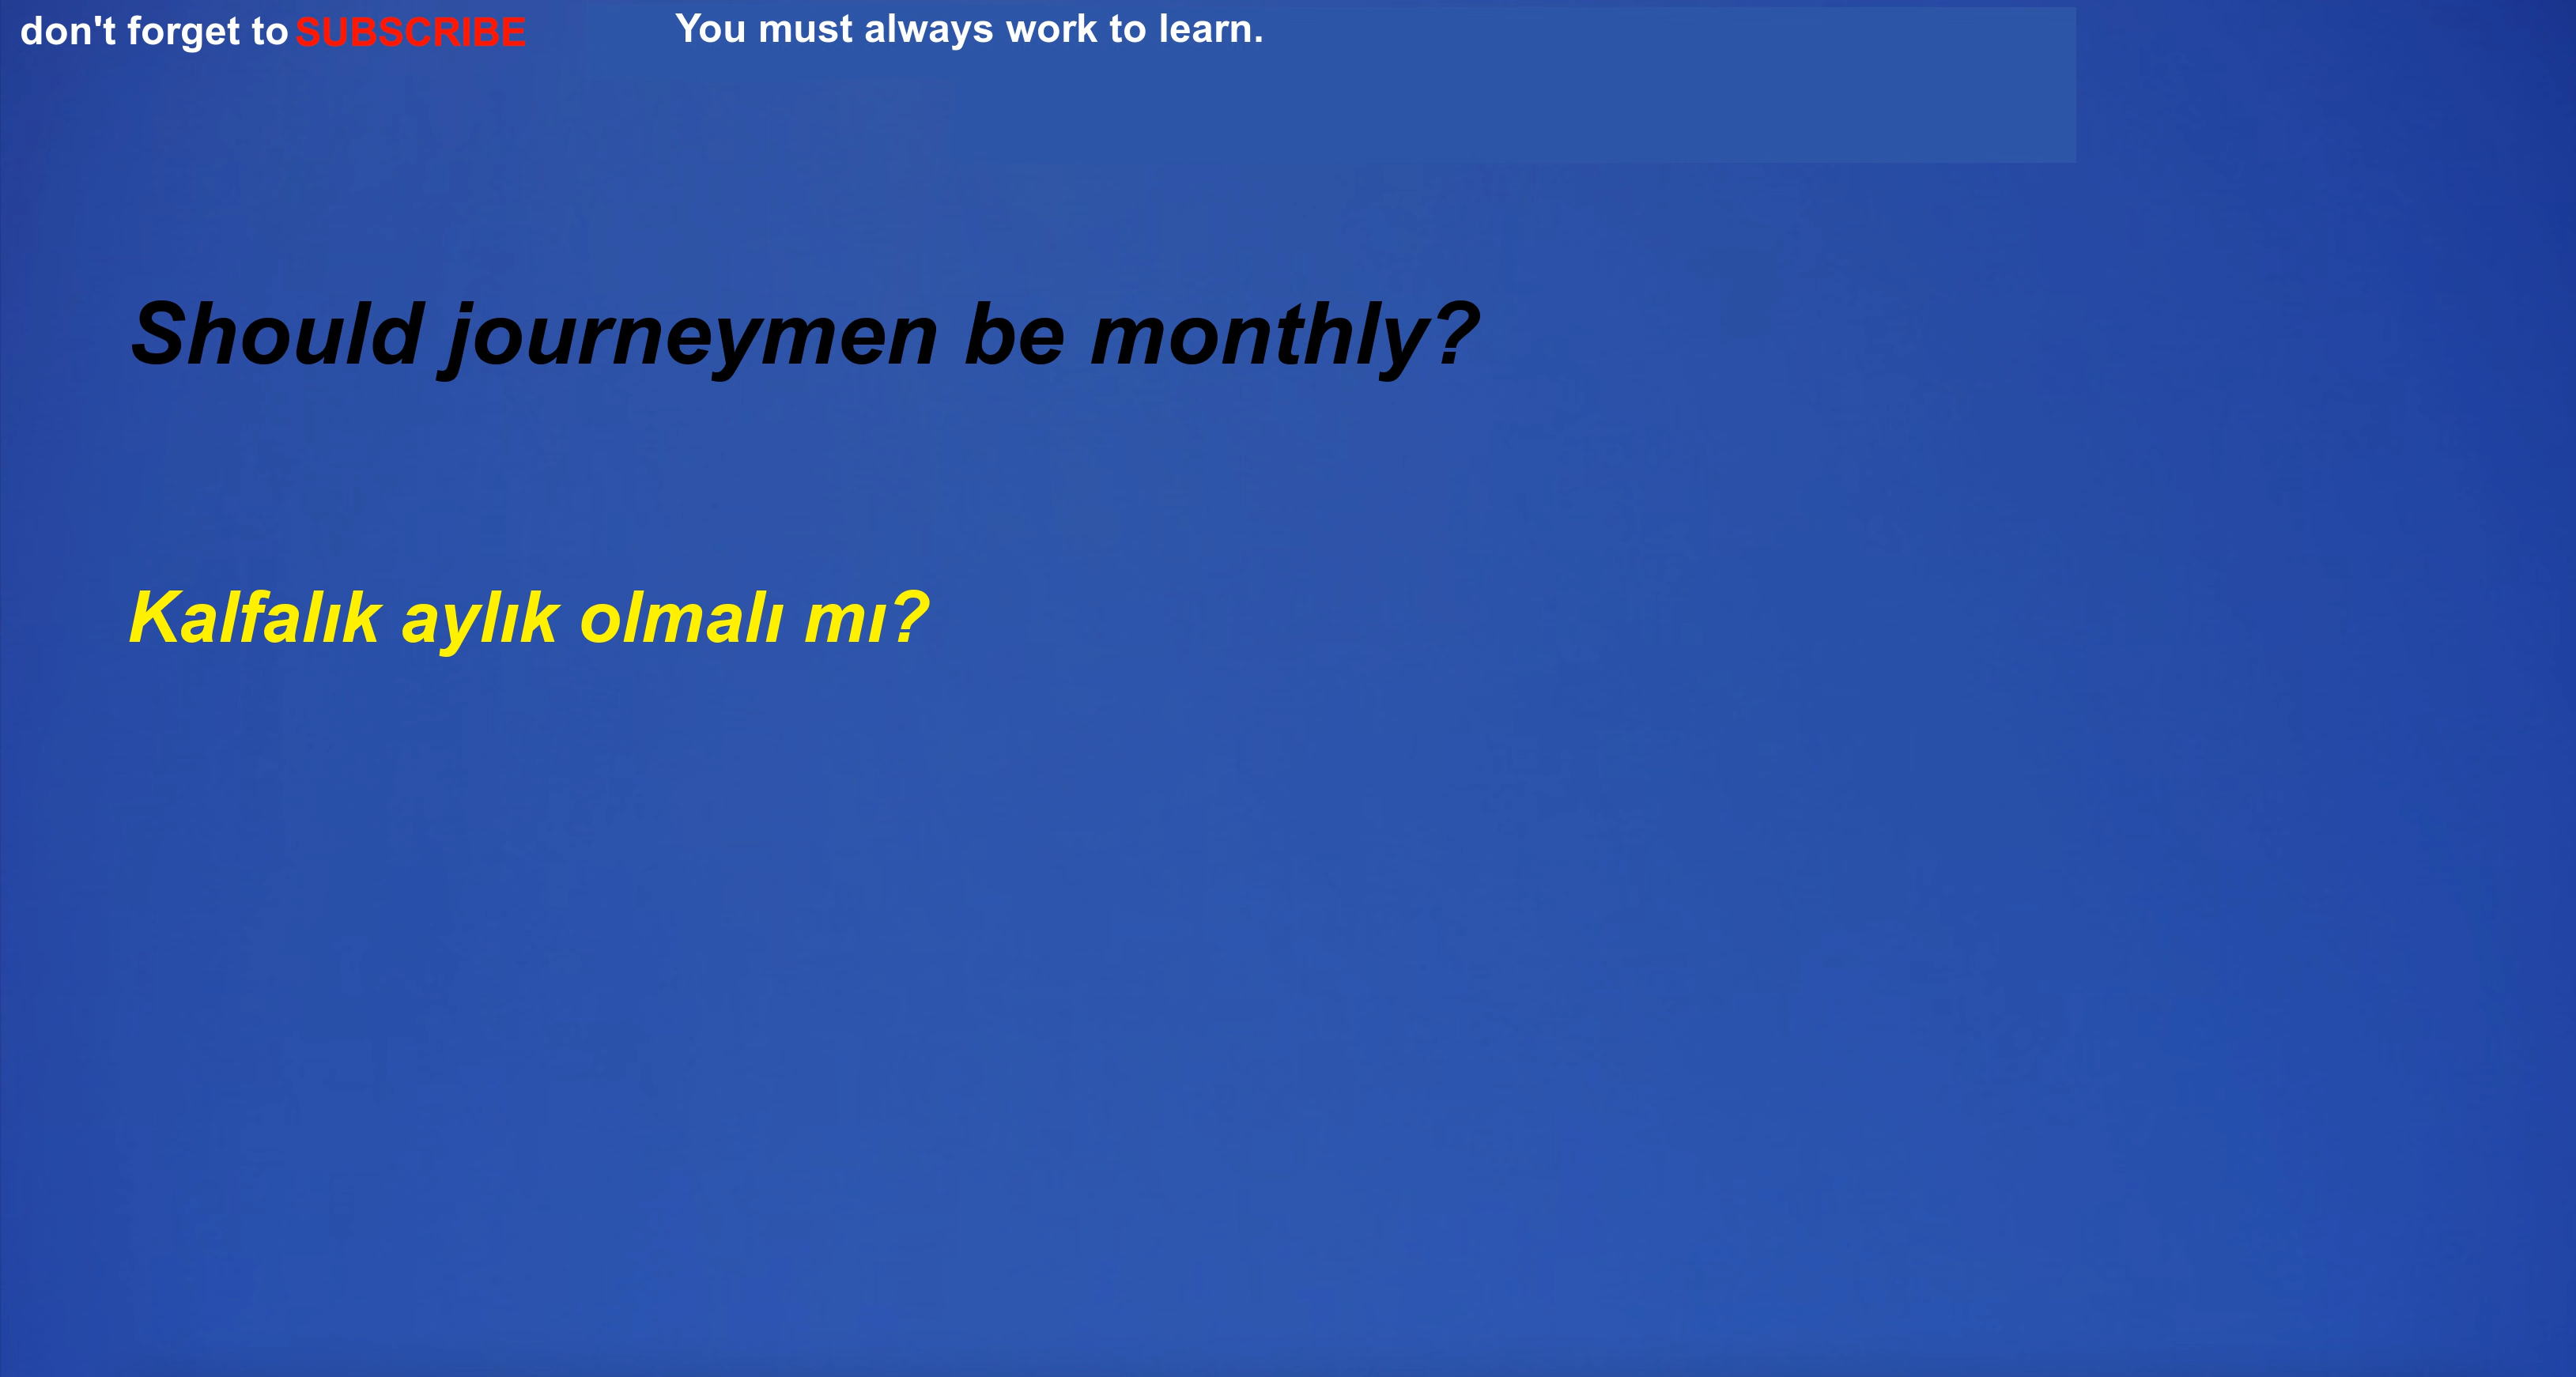 don't forget to SUBSCRIBE You must always work to learn.
Should journeymen be monthly?
Kalfalık aylık olmalı mı?